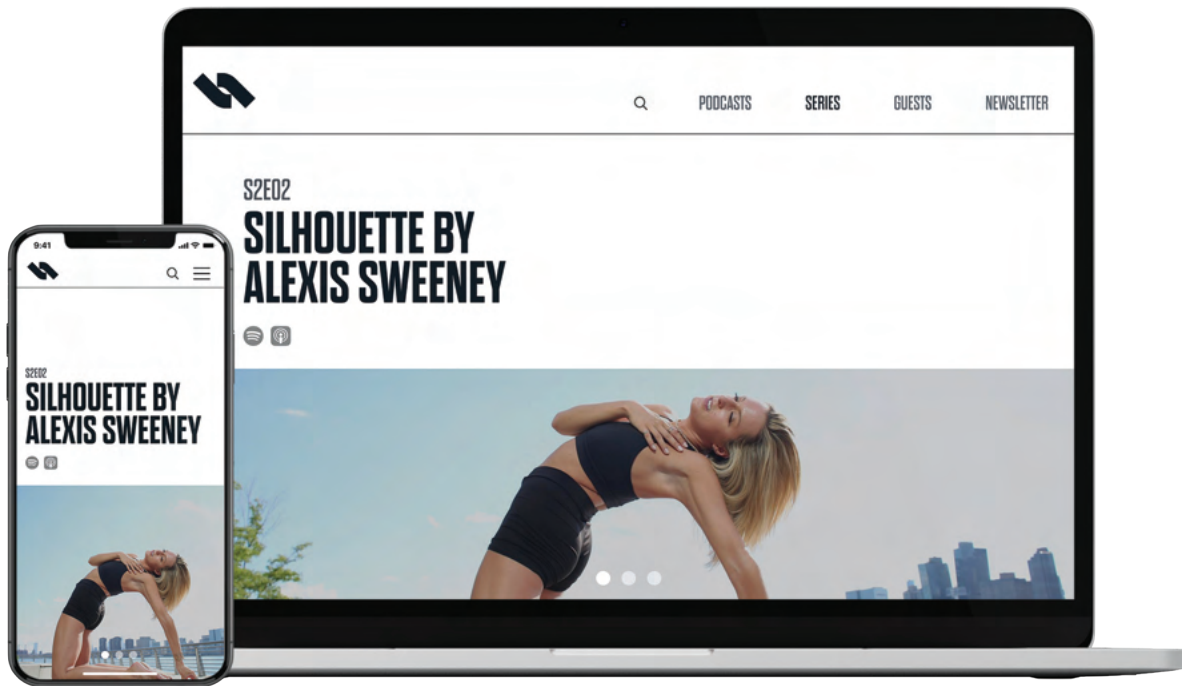 PODCASTS SERIES GUESTS NEWSLETTER
S2E02
SILHOUETTE BY
ALEXIS SWEENEY
9:41
S2E02
SILHOUETTE BY
ALEXIS SWEENEY